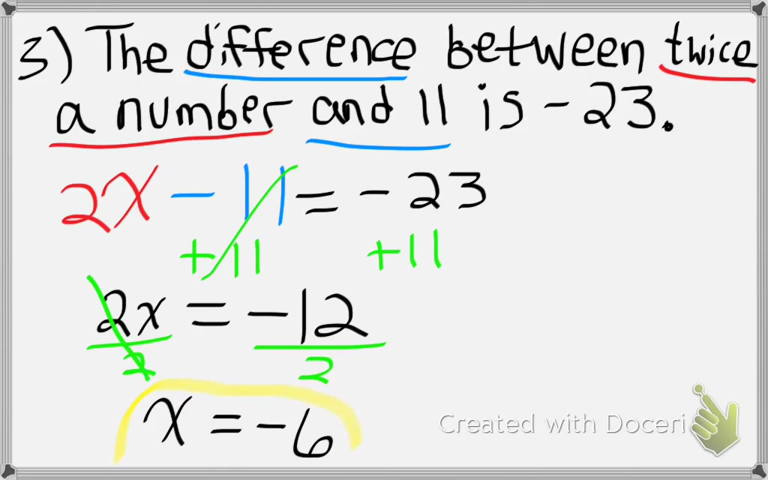 3) The difference between twice
a number and 11 is -23.
2x - 11 = -23
+11 +11
2x = -12
2 2
x = -6
Created with Doceri